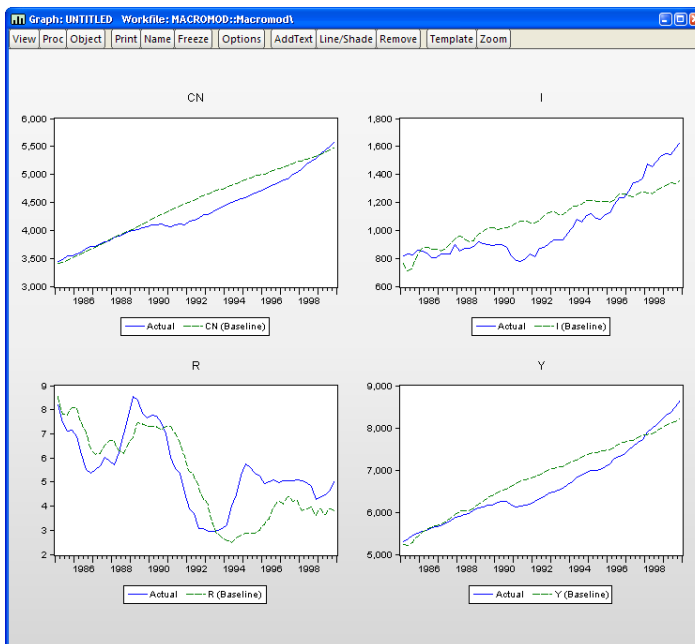 Graph: UNTITLED Workfile: MACROMOD::Macromod\
View Proc Object Print Name Freeze Options AddText Line/Shade Remove Template Zoom
CN
6,000
5,500
5,000
4,500
4,000
3,500
3,000
1986 1988 1990 1992 1994 1996 1998
Actual CN (Baseline)
I
1,800
1,600
1,400
1,200
1,000
800
600
1986 1988 1990 1992 1994 1996 1998
Actual I (Baseline)
R
9
8
7
6
5
4
3
2
1986 1988 1990 1992 1994 1996 1998
Actual R (Baseline)
Y
9,000
8,000
7,000
6,000
5,000
1986 1988 1990 1992 1994 1996 1998
Actual Y (Baseline)